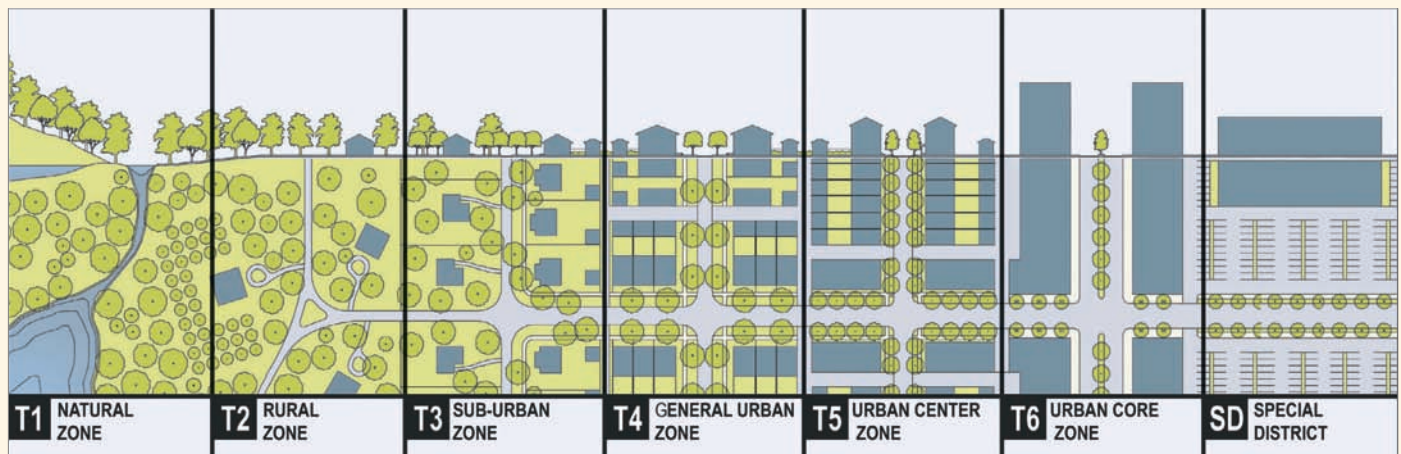 T1 NATURAL
ZONE
T2 RURAL
ZONE
T3 SUB-URBAN
ZONE
T4 GENERAL URBAN
ZONE
T5 URBAN CENTER
ZONE
T6 URBAN CORE
ZONE
SD SPECIAL
DISTRICT